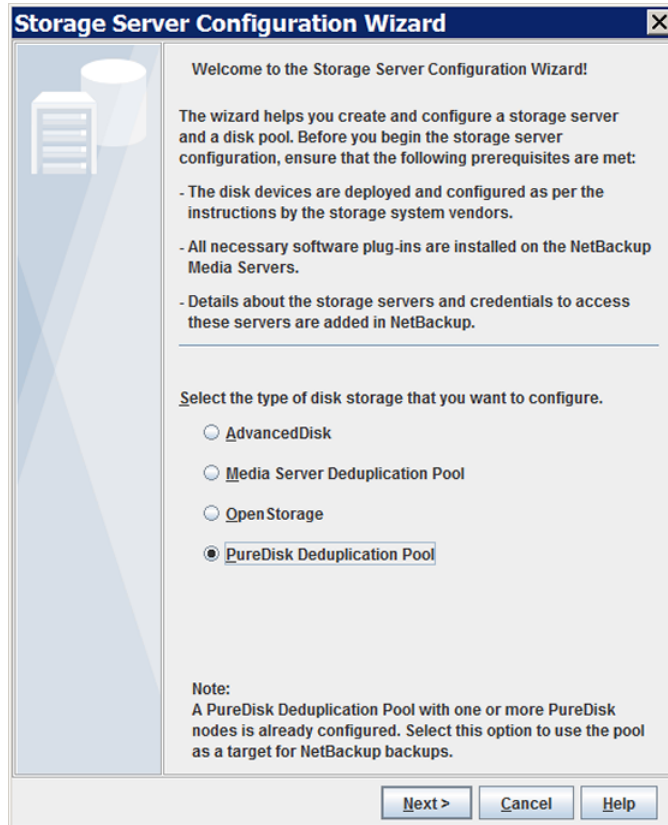 Storage Server Configuration Wizard
Welcome to the Storage Server Configuration Wizard!
The wizard helps you create and configure a storage server
and a disk pool. Before you begin the storage server
configuration, ensure that the following prerequisites are met:
- The disk devices are deployed and configured as per the
instructions by the storage system vendors.
- All necessary software plug-ins are installed on the NetBackup
Media Servers.
- Details about the storage servers and credentials to access
these servers are added in NetBackup.
Select the type of disk storage that you want to configure.
AdvancedDisk
Media Server Deduplication Pool
OpenStorage
PureDisk Deduplication Pool
Note:
A PureDisk Deduplication Pool with one or more PureDisk
nodes is already configured. Select this option to use the pool
as a target for NetBackup backups.
Next >
Cancel
Help